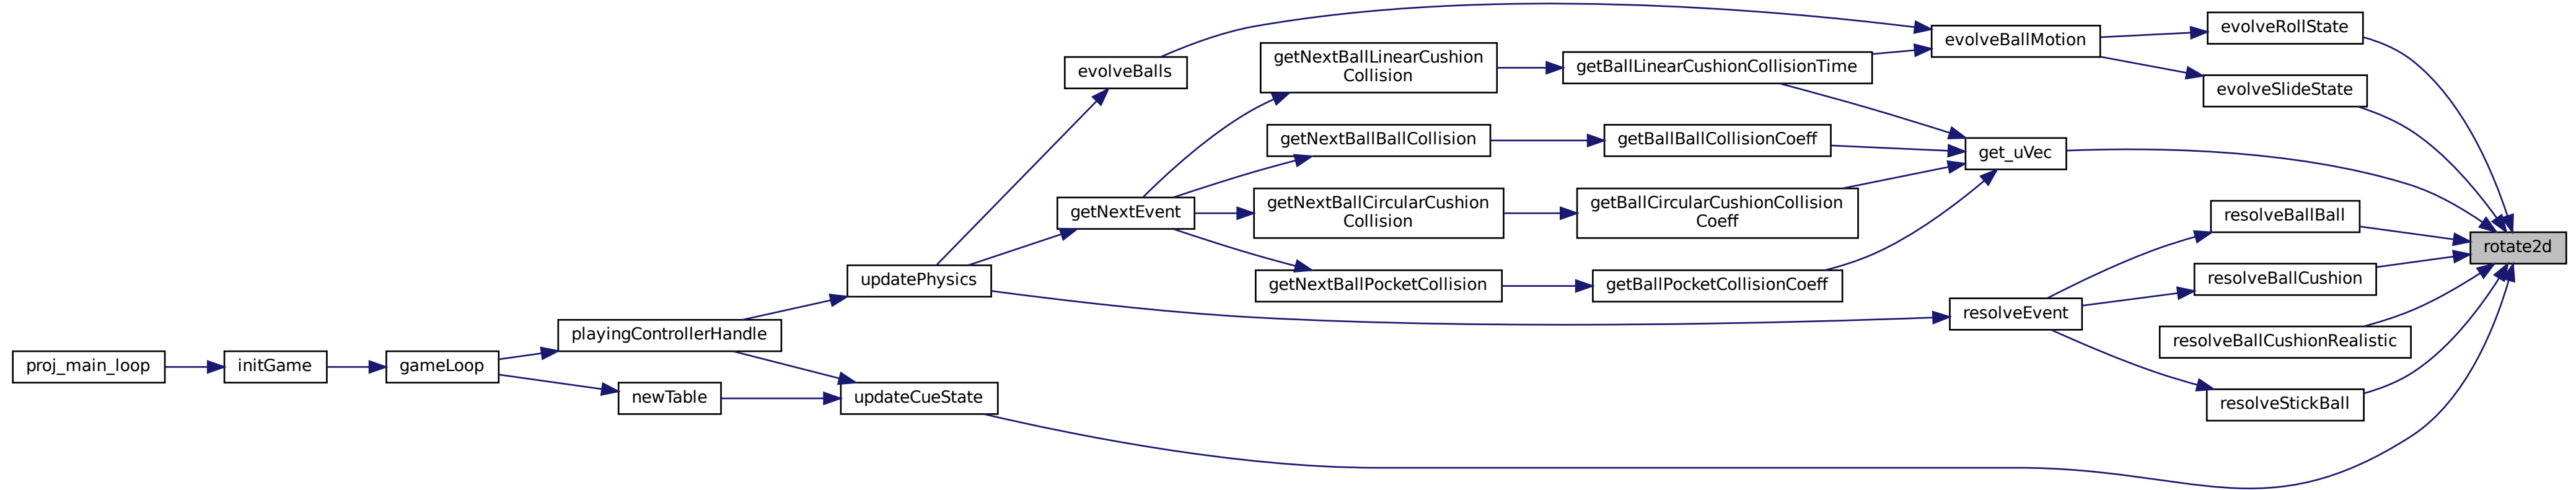 evolveRollState
evolveBallMotion
getNextBallLinearCushion
Collision
getBallLinearCushionCollisionTime
evolveBalls
evolveSlideState
getNextBallBallCollision
getBallBallCollisionCoeff
get_uVec
getNextEvent
getNextBallCircularCushion
Collision
getBallCircularCushionCollision
Coeff
resolveBallBall
rotate2d
updatePhysics
getNextBallPocketCollision
getBallPocketCollisionCoeff
resolveBallCushion
resolveEvent
playingControllerHandle
resolveBallCushionRealistic
proj_main_loop
initGame
gameLoop
newTable
updateCueState
resolveStickBall